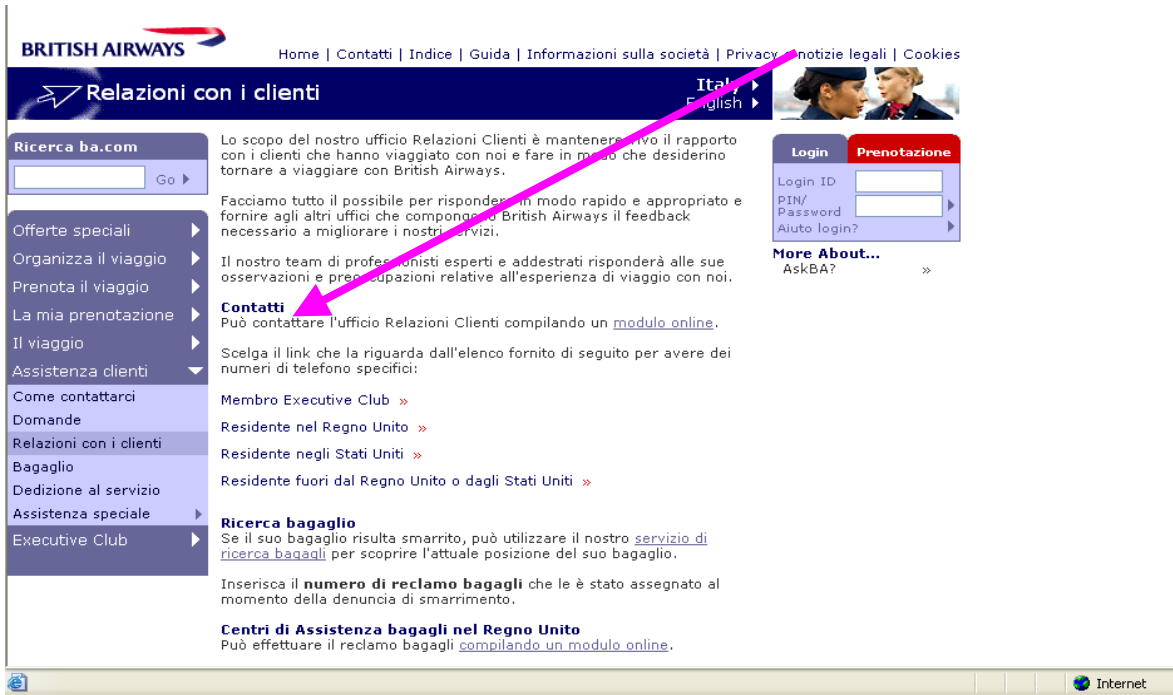 BRITISH AIRWAYS
Home | Contatti | Indice | Guida | Informazioni sulla società | Privacy notizie legali | Cookies
Relazioni con i clienti
Italy
English
Ricerca ba.com
Go
Offerte speciali
Organizza il viaggio
Prenota il viaggio
La mia prenotazione
Il viaggio
Assistenza clienti
Come contattarci
Domande
Relazioni con i clienti
Bagaglio
Dedizione al servizio
Assistenza speciale
Executive Club
Lo scopo del nostro ufficio Relazioni Clienti è mantenere vivo il rapporto
con i clienti che hanno viaggiato con noi e fare in modo che desiderino
tornare a viaggiare con British Airways.
Facciamo tutto il possibile per rispondere in modo rapido e appropriato e
fornire agli altri uffici che compongono British Airways il feedback
necessario a migliorare i nostri servizi.
Il nostro team di professionisti esperti e addestrati risponderà alle sue
osservazioni e preoccupazioni relative all'esperienza di viaggio con noi.
Contatti
Può contattare l'ufficio Relazioni Clienti compilando un modulo online.
Scelga il link che la riguarda dall'elenco fornito di seguito per avere dei
numeri di telefono specifici:
Membro Executive Club »
Residente nel Regno Unito »
Residente negli Stati Uniti »
Residente fuori dal Regno Unito o dagli Stati Uniti »
Ricerca bagaglio
Se il suo bagaglio risulta smarrito, può utilizzare il nostro servizio di
ricerca bagagli per scoprire l'attuale posizione del suo bagaglio.
Inserisca il numero di reclamo bagagli che le è stato assegnato al
momento della denuncia di smarrimento.
Centri di Assistenza bagagli nel Regno Unito
Può effettuare il reclamo bagagli compilando un modulo online.
Login
Prenotazione
Login ID
PIN/
Password
Aiuto login?
More About...
AskBA? »
Internet